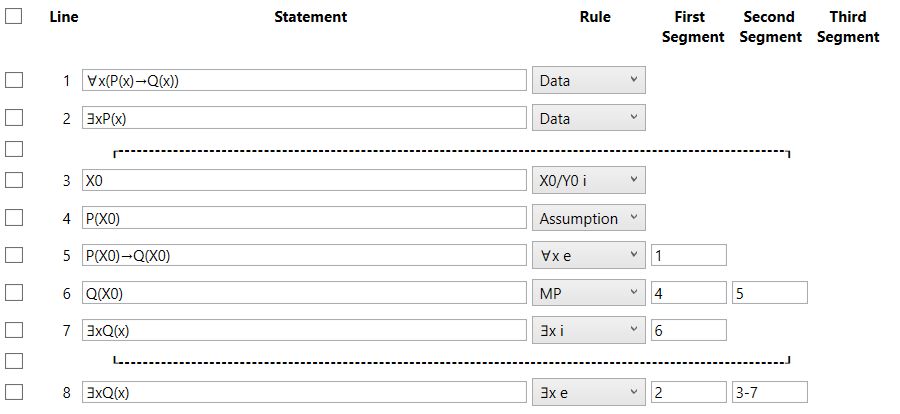 Line Statement Rule First Segment Second Segment Third Segment
1 ∀x(P(x)→Q(x)) Data
2 ∃xP(x) Data
3 X0 X0/Y0 i
4 P(X0) Assumption
5 P(X0)→Q(X0) ∀x e 1
6 Q(X0) MP 4 5
7 ∃xQ(x) ∃x i 6
8 ∃xQ(x) ∃x e 2 3-7